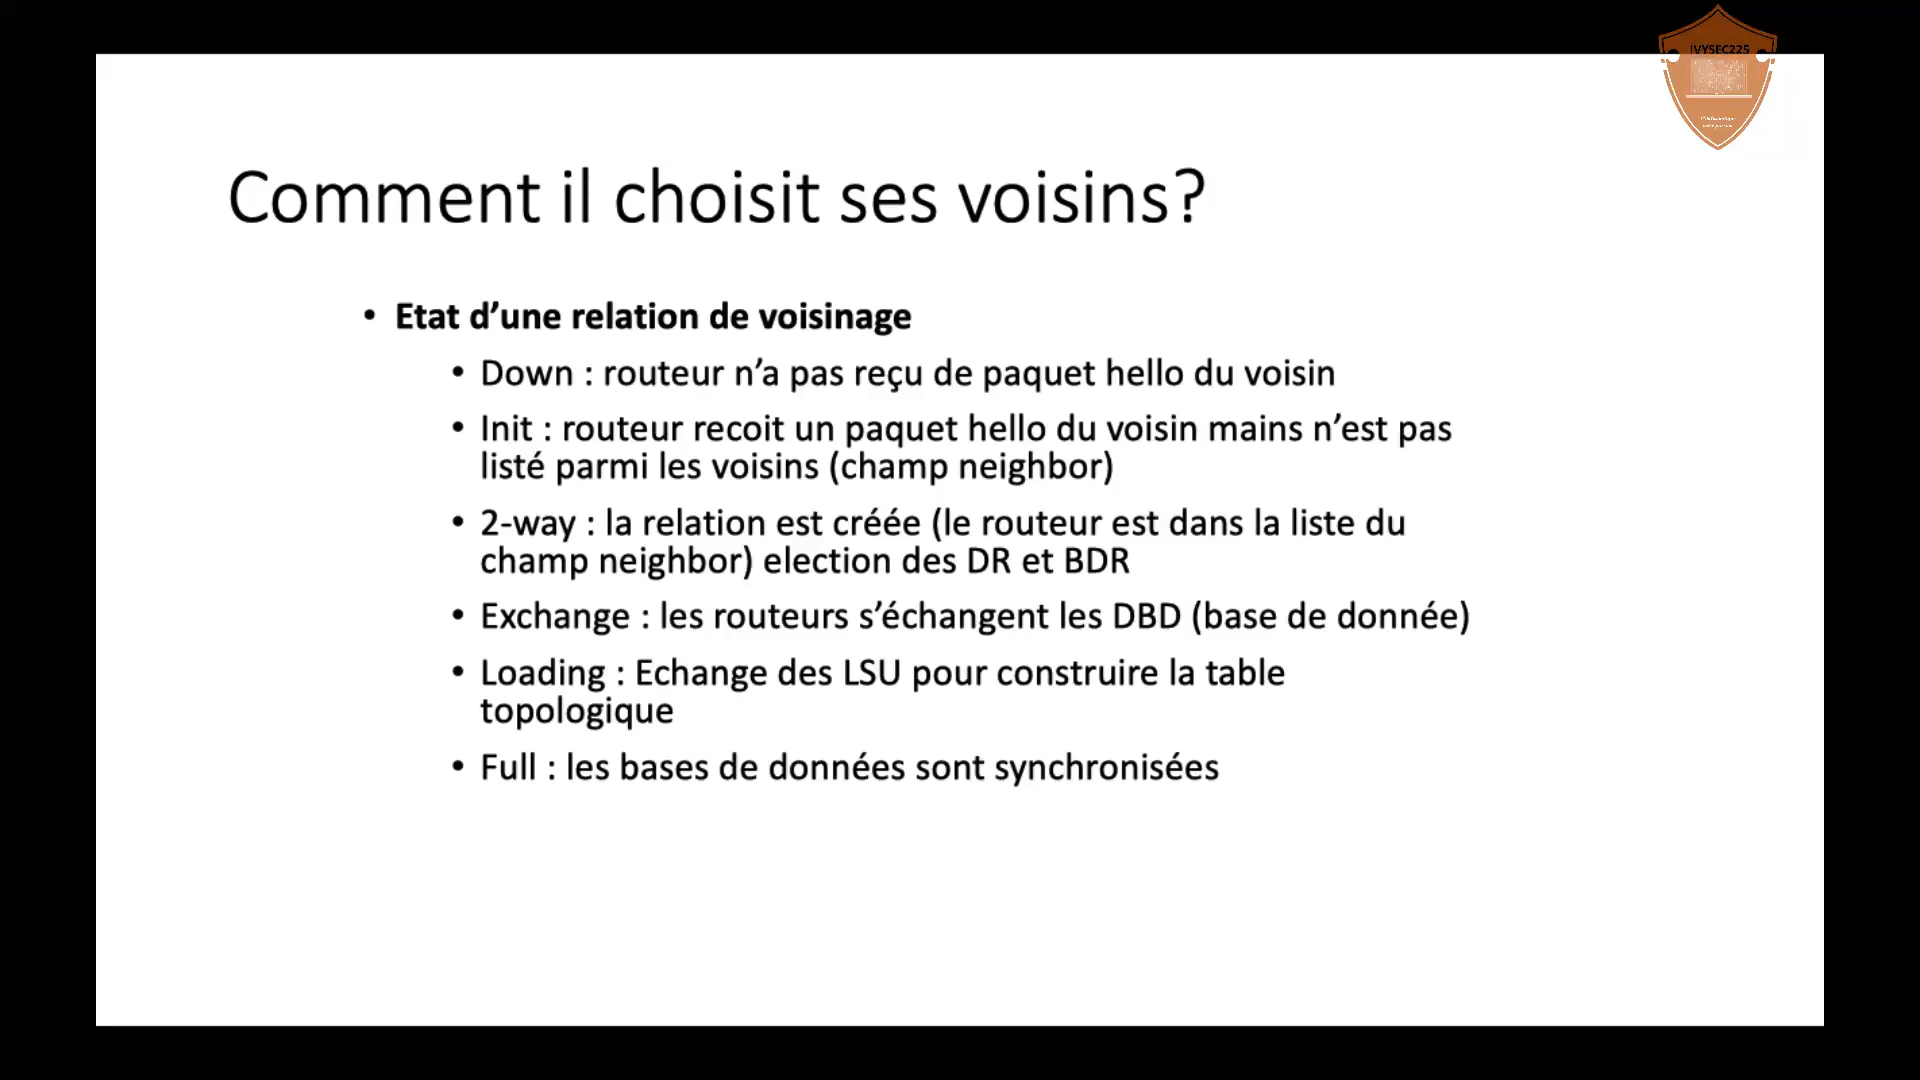 IVYSEC225
Comment il choisit ses voisins?
• Etat d’une relation de voisinage
• Down : routeur n’a pas reçu de paquet hello du voisin
• Init : routeur recoit un paquet hello du voisin mains n’est pas
listé parmi les voisins (champ neighbor)
• 2-way : la relation est créée (le routeur est dans la liste du
champ neighbor) election des DR et BDR
• Exchange : les routeurs s’échangent les DBD (base de donnée)
• Loading : Echange des LSU pour construire la table
topologique
• Full : les bases de données sont synchronisées